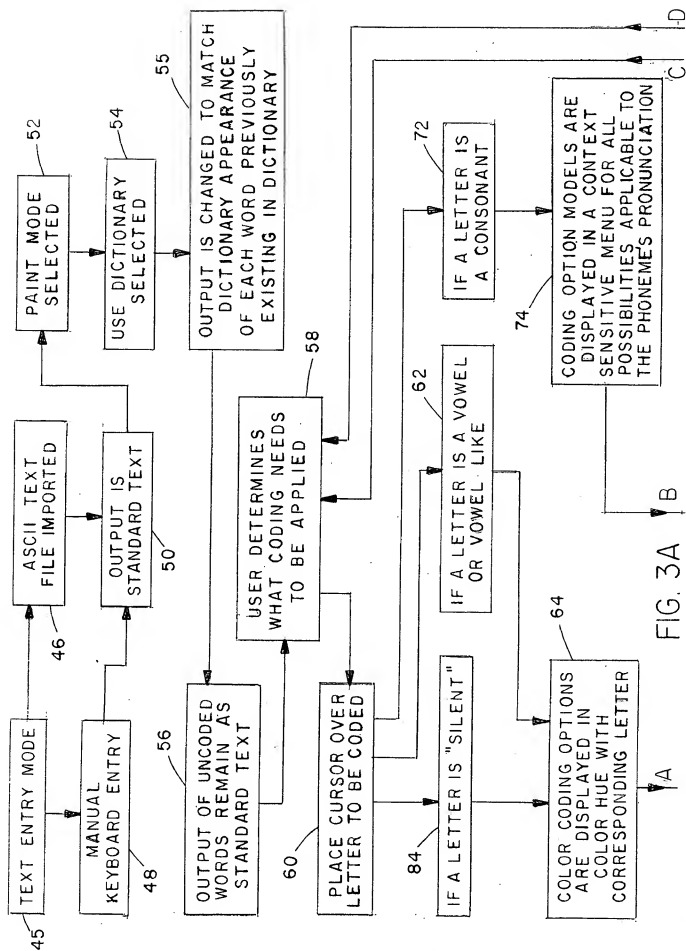 45
TEXT ENTRY MODE
ASCII TEXT
FILE IMPORTED
46
MANUAL
KEYBOARD ENTRY
48
OUTPUT IS
STANDARD TEXT
50
PAINT MODE
SELECTED
52
USE DICTIONARY
SELECTED
54
OUTPUT IS CHANGED TO MATCH
DICTIONARY APPEARANCE
OF EACH WORD PREVIOUSLY
EXISTING IN DICTIONARY
55
56
OUTPUT OF UNCODED
WORDS REMAIN AS
STANDARD TEXT
USER DETERMINES
WHAT CODING NEEDS
TO BE APPLIED
58
60
PLACE CURSOR OVER
LETTER TO BE CODED
84
IF A LETTER IS "SILENT"
IF A LETTER IS A VOWEL
OR VOWEL LIKE
62
IF A LETTER IS
A CONSONANT
72
COLOR CODING OPTIONS
ARE DISPLAYED IN
COLOR HUE WITH
CORRESPONDING LETTER
64
74
CODING OPTION MODELS ARE
DISPLAYED IN A CONTEXT
SENSITIVE MENU FOR ALL
POSSIBILITIES APPLICABLE TO
THE PHONEME'S PRONUNCIATION
A
B
C
D
FIG. 3A